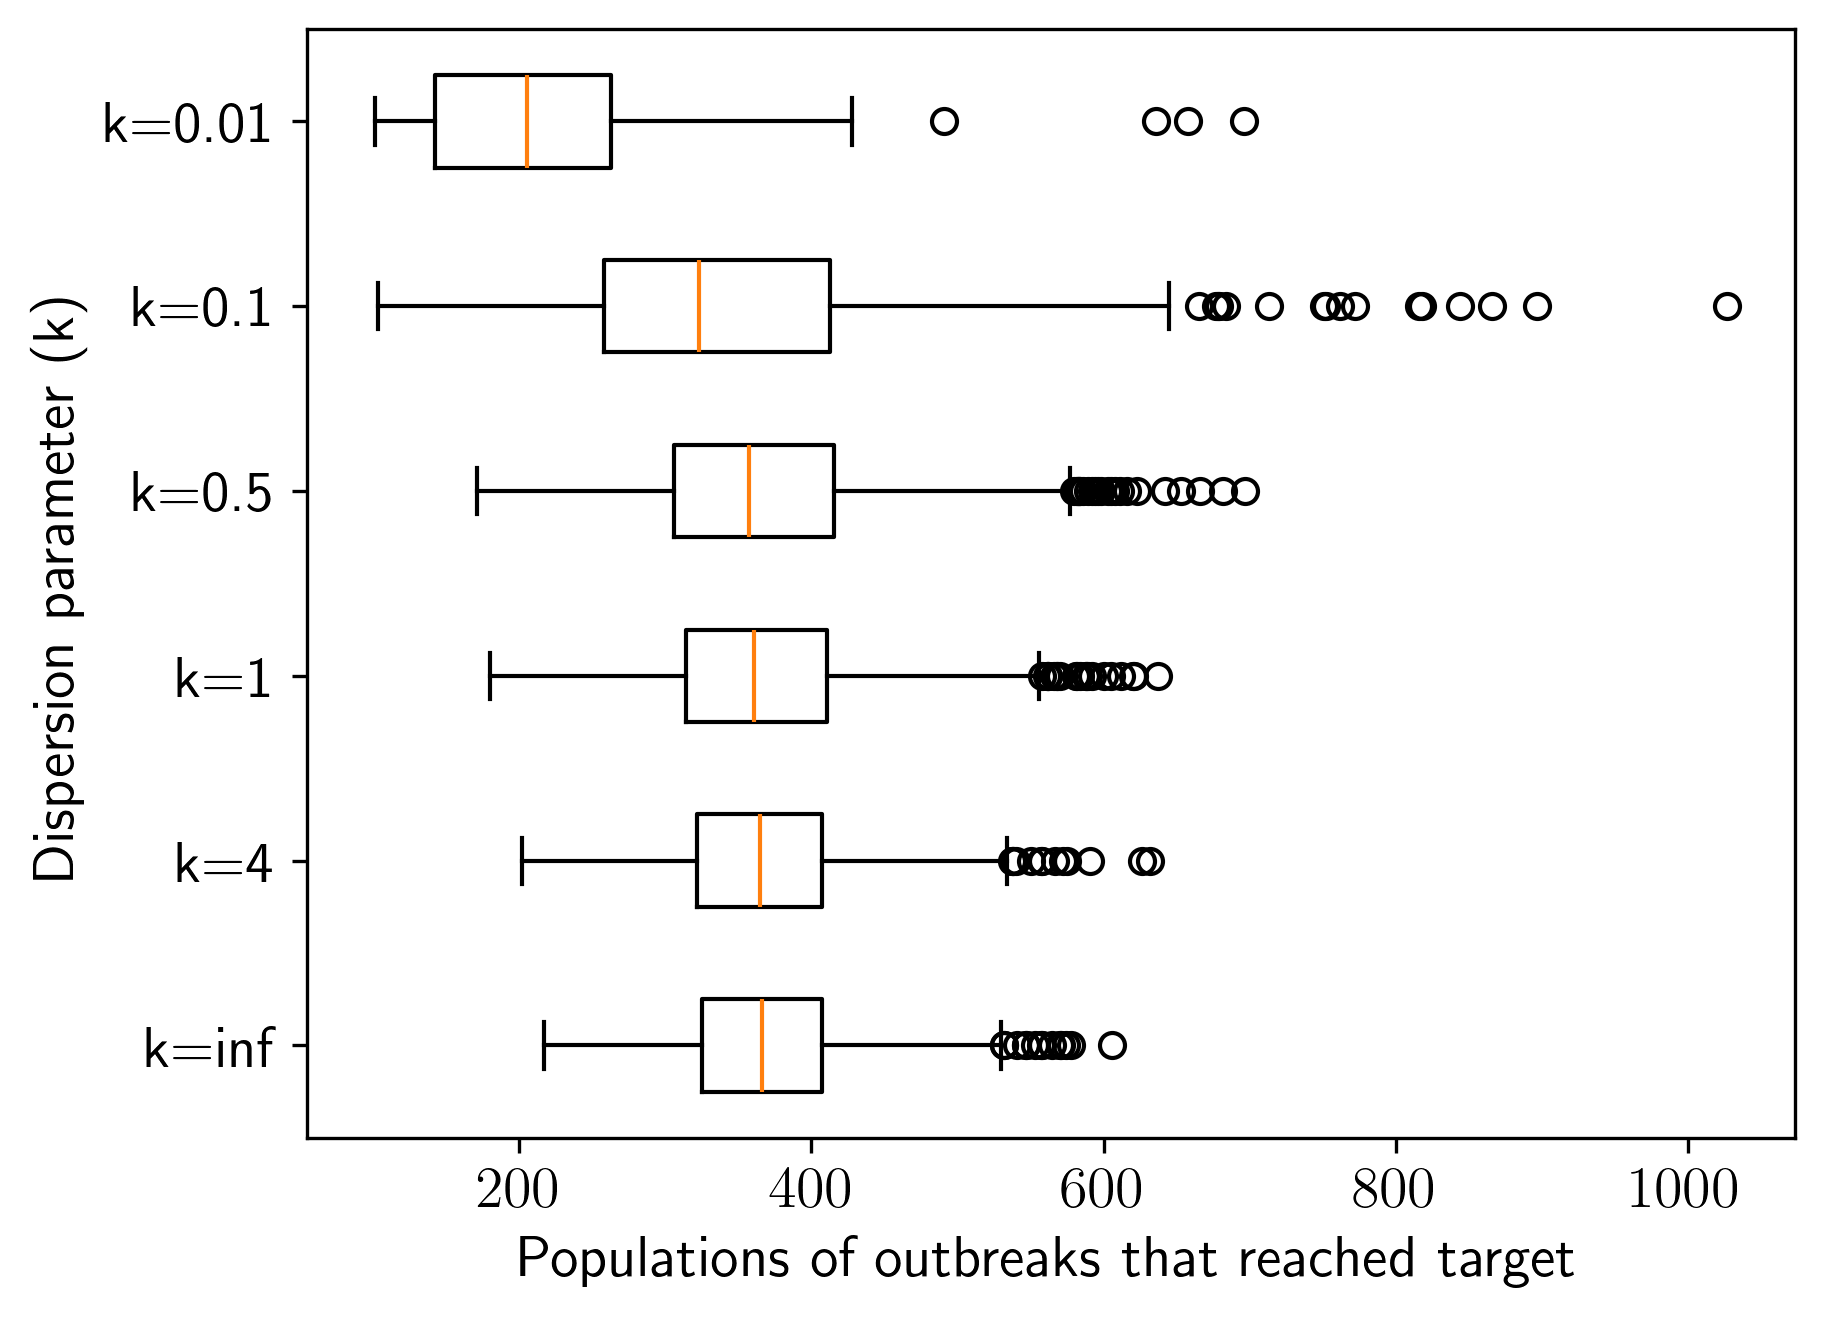 k=0.01
k=0.1
k=0.5
k=1
k=4
k=inf
Dispersion parameter (k)
200 400 600 800 1000
Populations of outbreaks that reached target